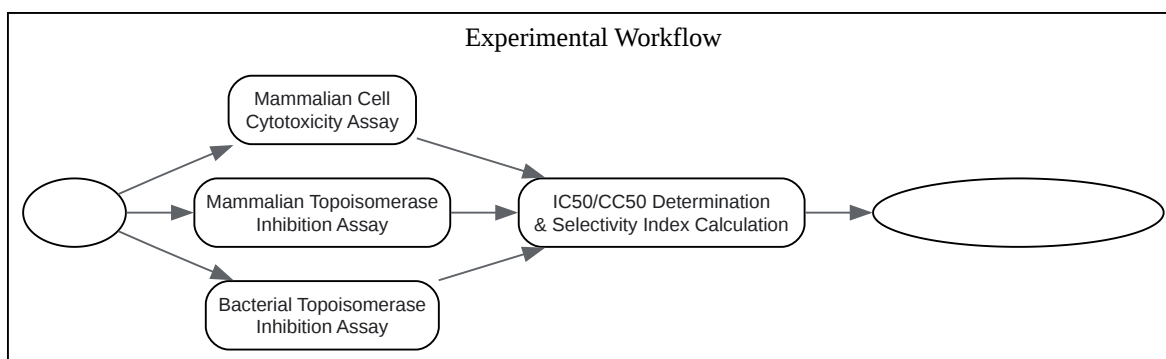 Experimental Workflow
Mammalian Cell
Cytotoxicity Assay
Mammalian Topoisomerase
Inhibition Assay
Bacterial Topoisomerase
Inhibition Assay
IC50/CC50 Determination
& Selectivity Index Calculation